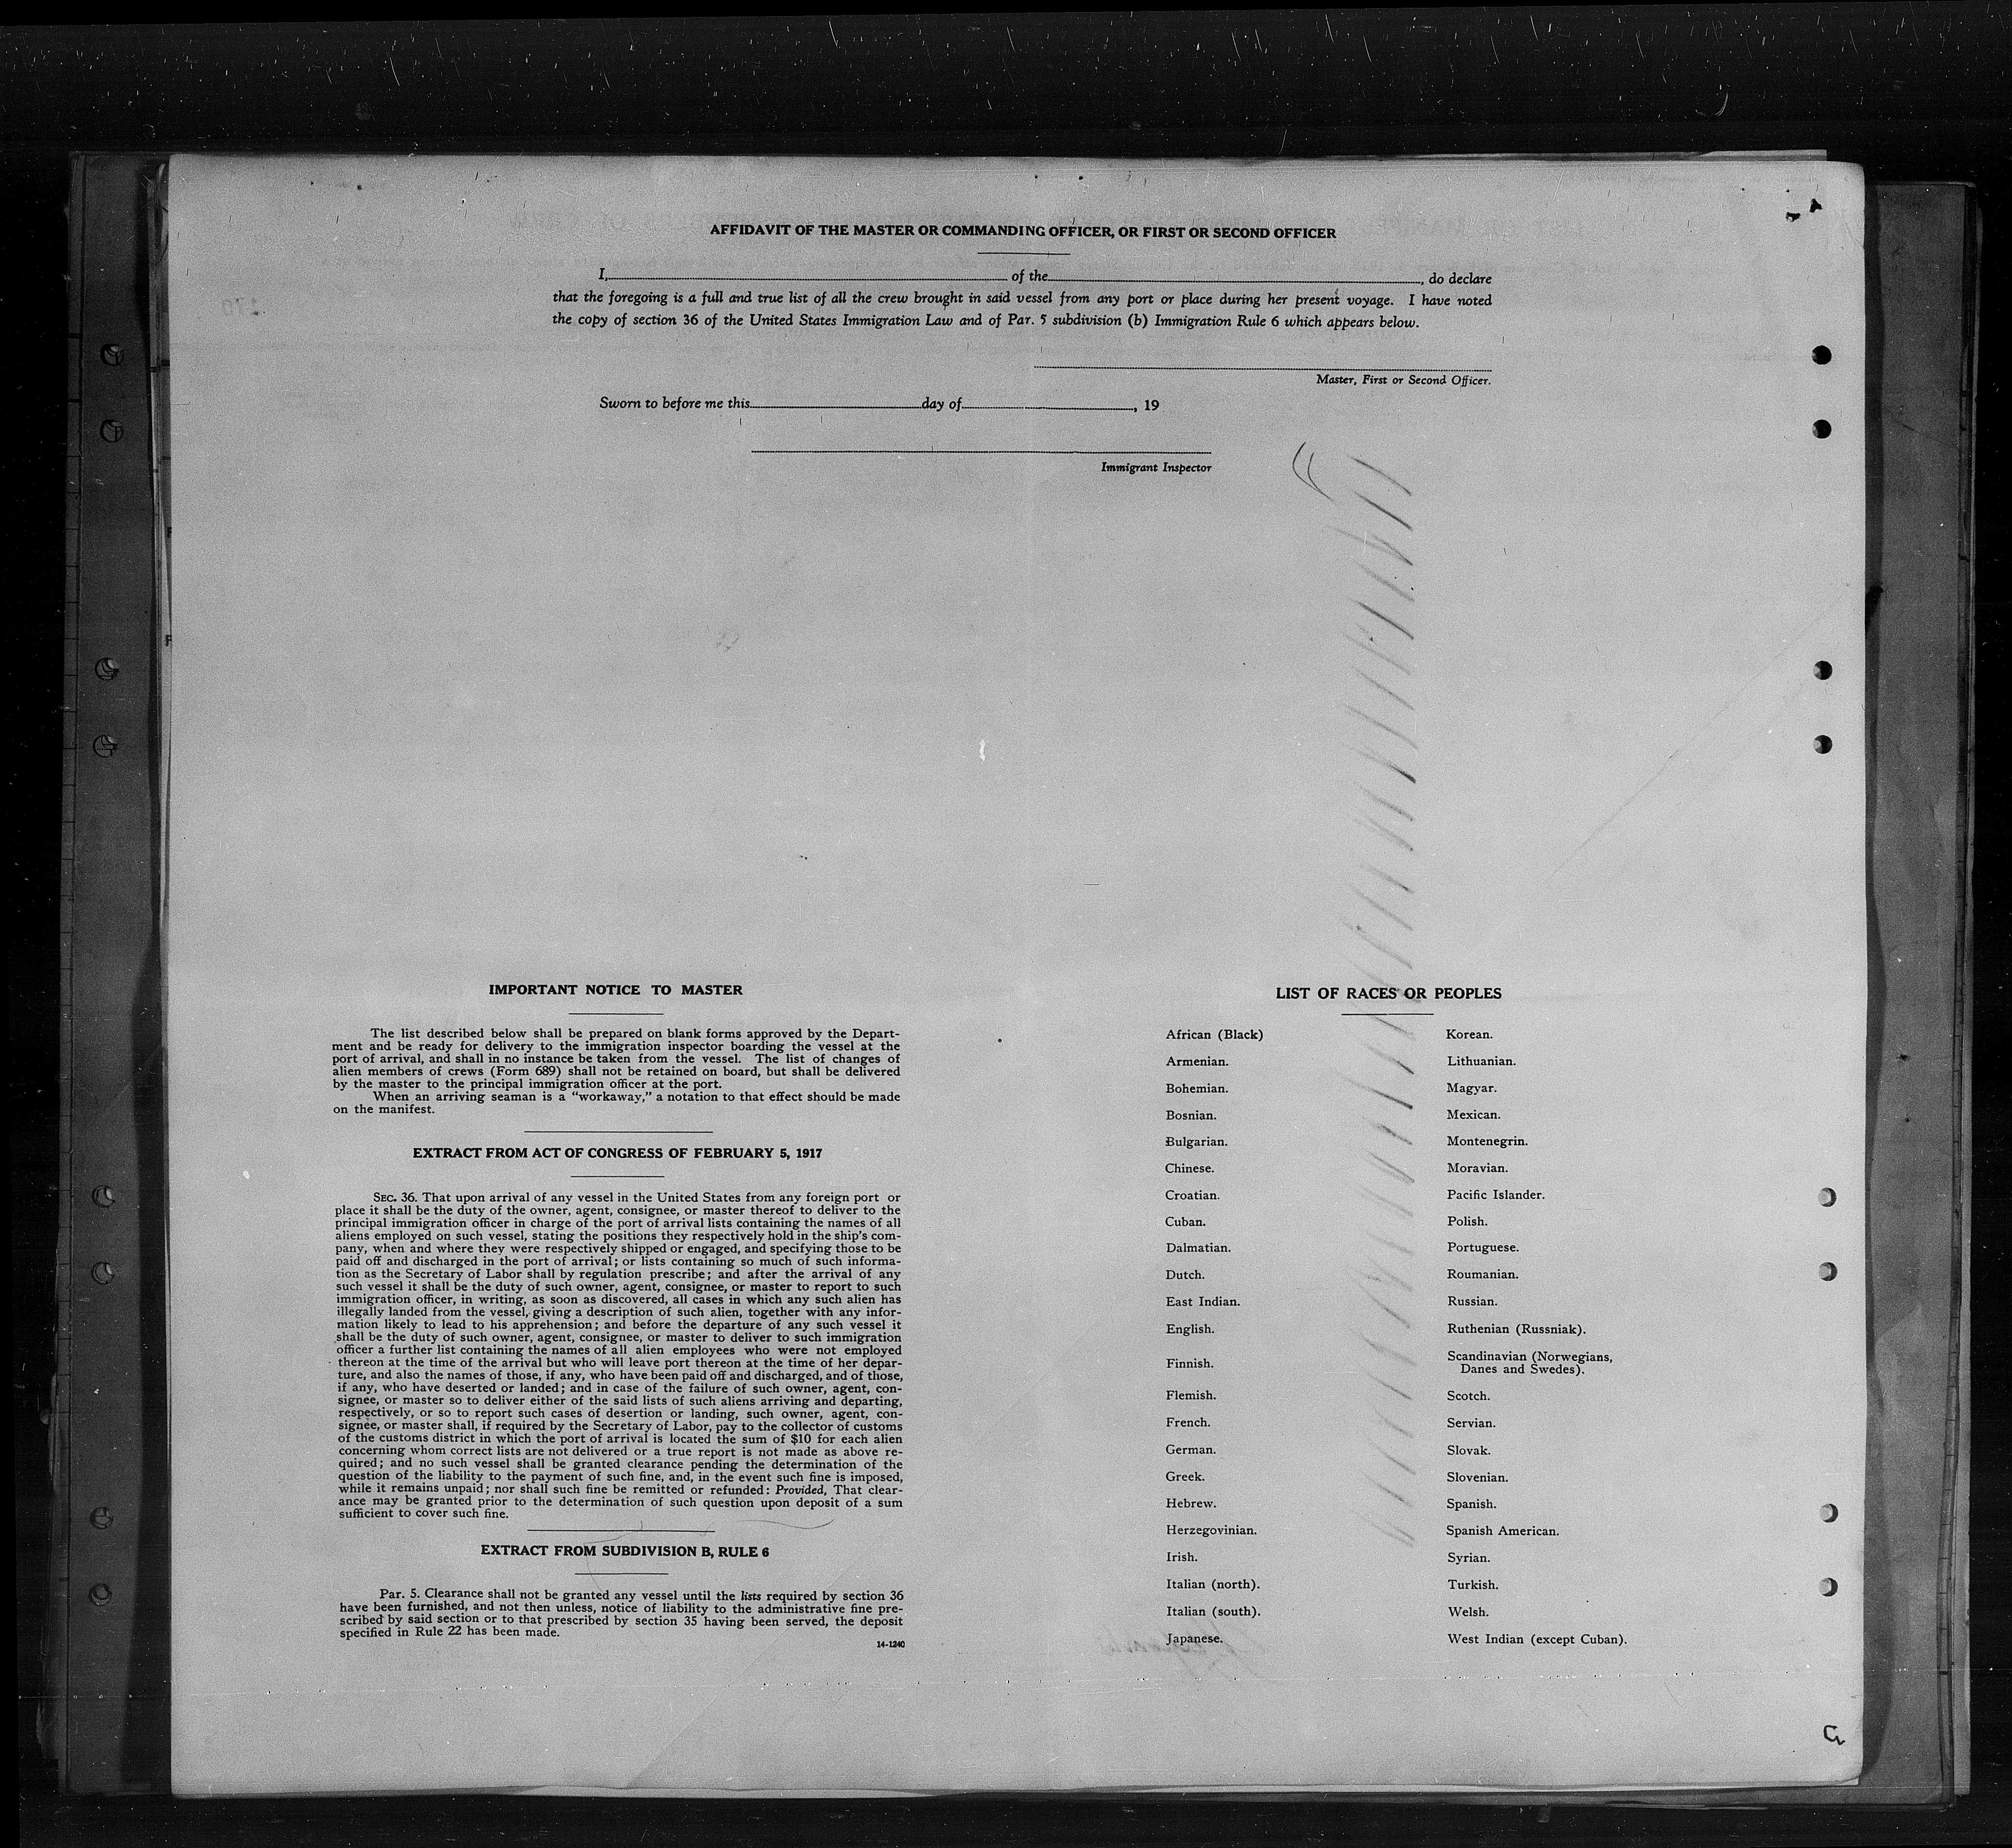 AFFIDAVIT OF THE MASTER OR COMMANDING OFFICER, OR FIRST OR SECOND OFFICER
I, of the , do declare
that the foregoing is a full and true list of all the crew brought in said vessel from any port or place during her present voyage. I have noted
the copy of section 36 of the United States Immigration Law and of Par. 5 subdivision (b) Immigration Rule 6 which appears below.
Master, First or Second Officer.
Sworn to before me this day of , 19
Immigrant Inspector
IMPORTANT NOTICE TO MASTER
The list described below shall be prepared on blank forms approved by the Depart-
ment and be ready for delivery to the immigration inspector boarding the vessel at the
port of arrival, and shall in no instance be taken from the vessel. The list of changes of
alien members of crews (Form 689) shall not be retained on board, but shall be delivered
by the master to the principal immigration officer at the port.
When an arriving seaman is a "workaway," a notation to that effect should be made
on the manifest.
EXTRACT FROM ACT OF CONGRESS OF FEBRUARY 5, 1917
SEC. 36. That upon arrival of any vessel in the United States from any foreign port or
place it shall be the duty of the owner, agent, consignee, or master thereof to deliver to the
principal immigration officer in charge of the port of arrival lists containing the names of all
aliens employed on such vessel, stating the positions they respectively hold in the ship's com-
pany, when and where they were respectively shipped or engaged, and specifying those to be
paid off and discharged in the port of arrival; or lists containing so much of such informa-
tion as the Secretary of Labor shall by regulation prescribe; and after the arrival of any
such vessel it shall be the duty of such owner, agent, consignee, or master to report to such
immigration officer, in writing, as soon as discovered, all cases in which any such alien has
illegally landed from the vessel, giving a description of such alien, together with any infor-
mation likely to lead to his apprehension; and before the departure of any such vessel it
shall be the duty of such owner, agent, consignee, or master to deliver to such immigration
officer a further list containing the names of all alien employees who were not employed
thereon at the time of the arrival but who will leave port thereon at the time of her depar-
ture, and also the names of those, if any, who have been paid off and discharged, and of those,
if any, who have deserted or landed; and in case of the failure of such owner, agent, con-
signee, or master so to deliver either of the said lists of such aliens arriving and departing,
respectively, or so to report such cases of desertion or landing, such owner, agent, con-
signee, or master shall, if required by the Secretary of Labor, pay to the collector of customs
of the customs district in which the port of arrival is located the sum of $10 for each alien
concerning whom correct lists are not delivered or a true report is not made as above re-
quired; and no such vessel shall be granted clearance pending the determination of the
question of the liability to the payment of such fine, and, in the event such fine is imposed,
while it remains unpaid; nor shall such fine be remitted or refunded: Provided, That clear-
ance may be granted prior to the determination of such question upon deposit of a sum
sufficient to cover such fine.
EXTRACT FROM SUBDIVISION B, RULE 6
Par. 5. Clearance shall not be granted any vessel until the lists required by section 36
have been furnished, and not then unless, notice of liability to the administrative fine pre-
scribed by said section or to that prescribed by section 35 having been served, the deposit
specified in Rule 22 has been made.
14-1240
LIST OF RACES OR PEOPLES
African (Black)
Armenian.
Bohemian.
Bosnian.
Bulgarian.
Chinese.
Croatian.
Cuban.
Dalmatian.
Dutch.
East Indian.
English.
Finnish.
Flemish.
French.
German.
Greek.
Hebrew.
Herzegovinian.
Irish.
Italian (north).
Italian (south).
Japanese.
Korean.
Lithuanian.
Magyar.
Mexican.
Montenegrin.
Moravian.
Pacific Islander.
Polish.
Portuguese.
Roumanian.
Russian.
Ruthenian (Russniak).
Scandinavian (Norwegians,
Danes and Swedes).
Scotch.
Servian.
Slovak.
Slovenian.
Spanish.
Spanish American.
Syrian.
Turkish.
Welsh.
West Indian (except Cuban).